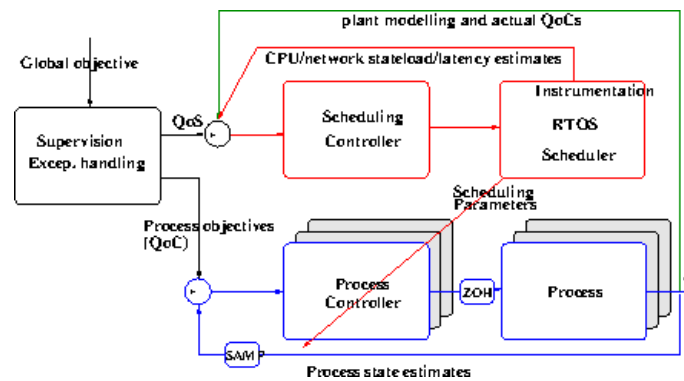 plant modelling and actual QoCs
Global objective
CPU/network stateload/latency estimates
Instrumentation
QoS
Scheduling
Controller
RTOS
Scheduler
Supervision
Excep. handling
Scheduling
Parameters
Process objectives
[QoC]
Process
Controller
ZOH
Process
SAM
Process state estimates